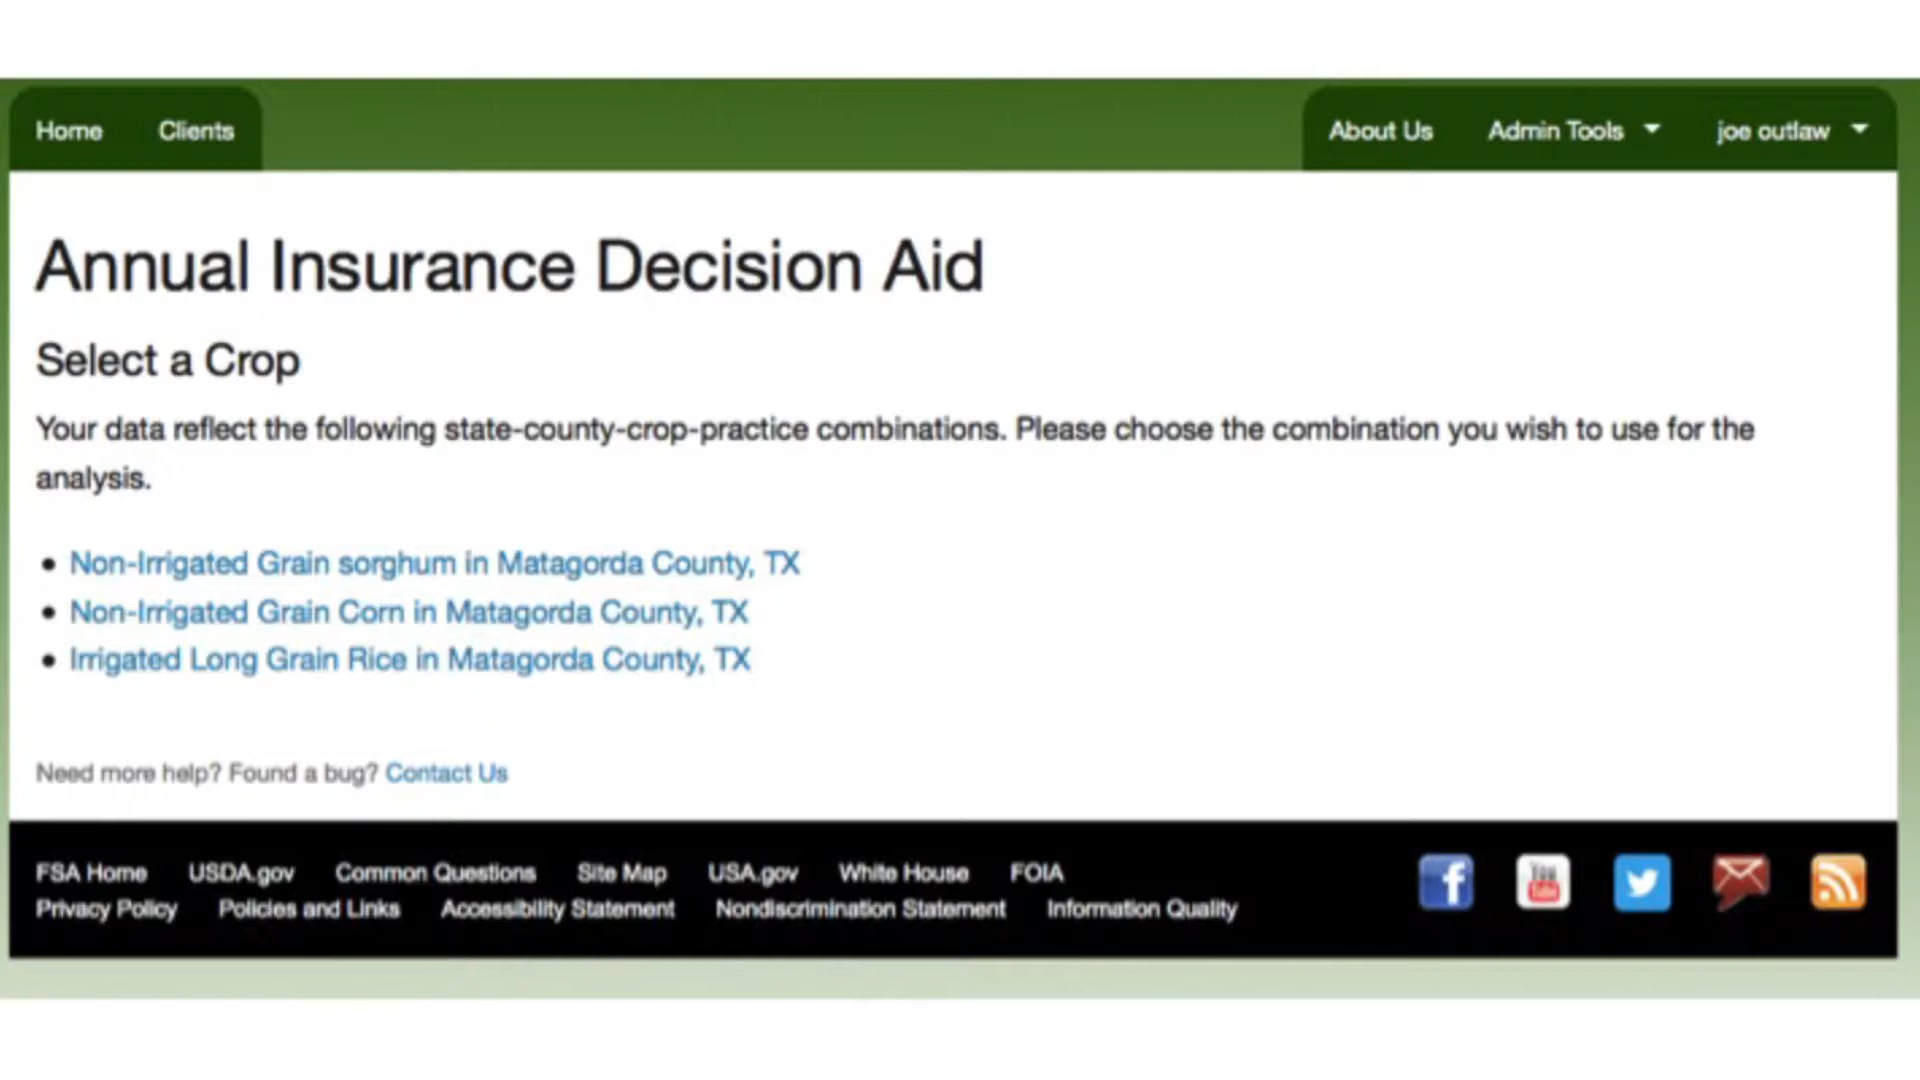 Home Clients About Us Admin Tools joe outlaw
Annual Insurance Decision Aid
Select a Crop
Your data reflect the following state-county-crop-practice combinations. Please choose the combination you wish to use for the
analysis.
• Non-Irrigated Grain sorghum in Matagorda County, TX
• Non-Irrigated Grain Corn in Matagorda County, TX
• Irrigated Long Grain Rice in Matagorda County, TX
Need more help? Found a bug? Contact Us
FSA Home USDA.gov Common Questions Site Map USA.gov White House FOIA
Privacy Policy Policies and Links Accessibility Statement Nondiscrimination Statement Information Quality
You Tube